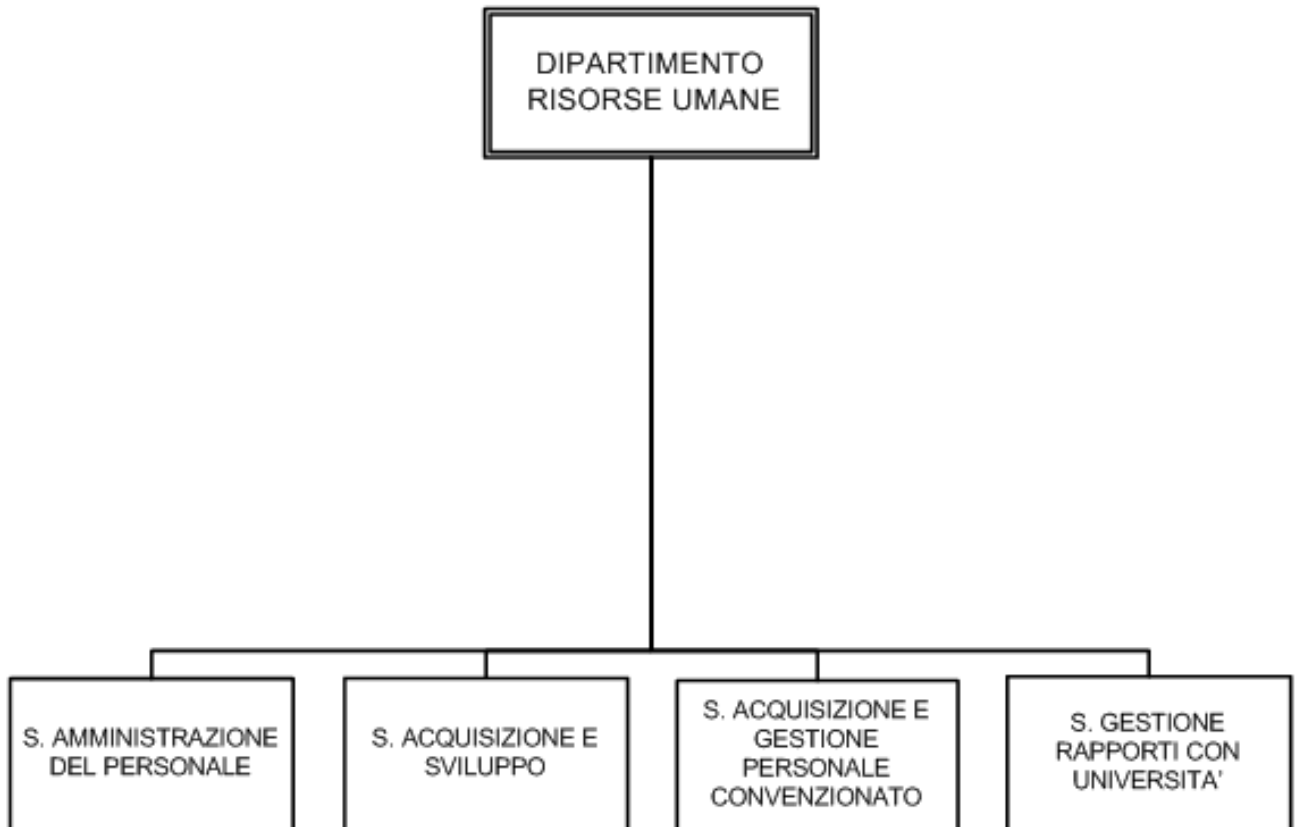 DIPARTIMENTO
RISORSE UMANE
S. AMMINISTRAZIONE
DEL PERSONALE
S. ACQUISIZIONE E
SVILUPPO
S. ACQUISIZIONE E
GESTIONE
PERSONALE
CONVENZIONATO
S. GESTIONE
RAPPORTI CON
UNIVERSITA'